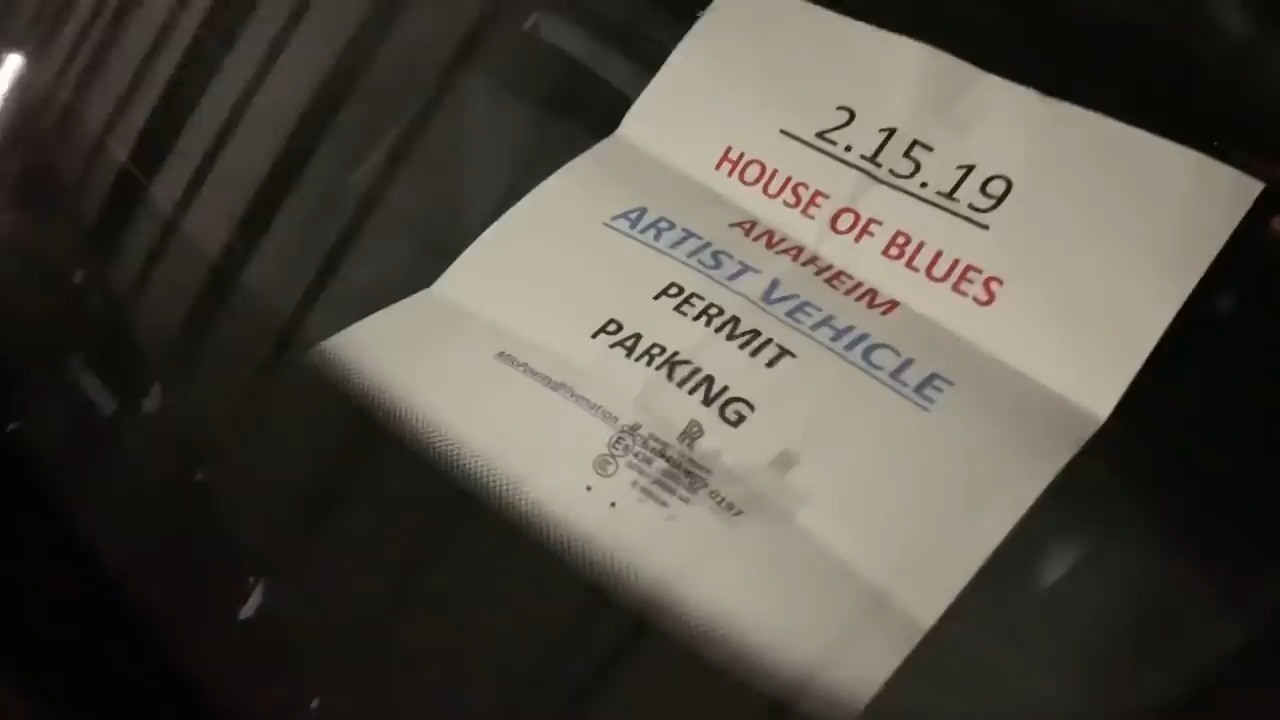 2.15.19
HOUSE OF BLUES
ANAHEIM
ARTIST VEHICLE
PERMIT
PARKING